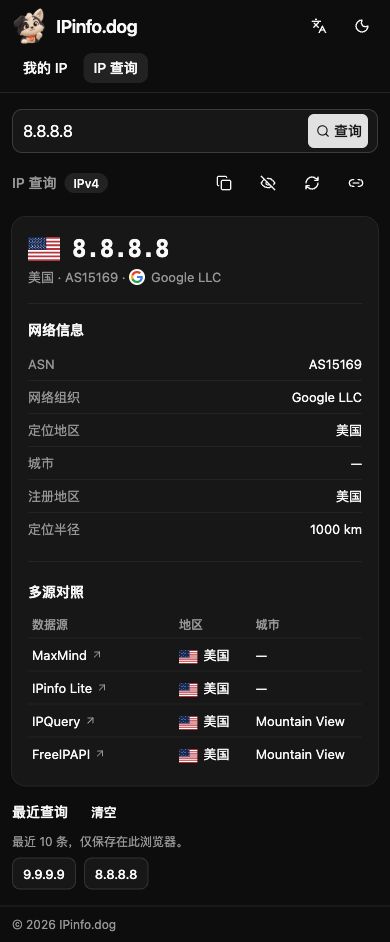 IPinfo.dog
我的 IP IP 查询
8.8.8.8 查询
IP 查询 IPv4
8.8.8.8
美国 · AS15169 · Google LLC
网络信息
ASN AS15169
网络组织 Google LLC
定位地区 美国
城市 —
注册地区 美国
定位半径 1000 km
多源对照
数据源 地区 城市
MaxMind ↗ 美国 —
IPinfo Lite ↗ 美国 —
IPQuery ↗ 美国 Mountain View
FreeIPAPI ↗ 美国 Mountain View
最近查询 清空
最近 10 条，仅保存在此浏览器。
9.9.9.9 8.8.8.8
© 2026 IPinfo.dog